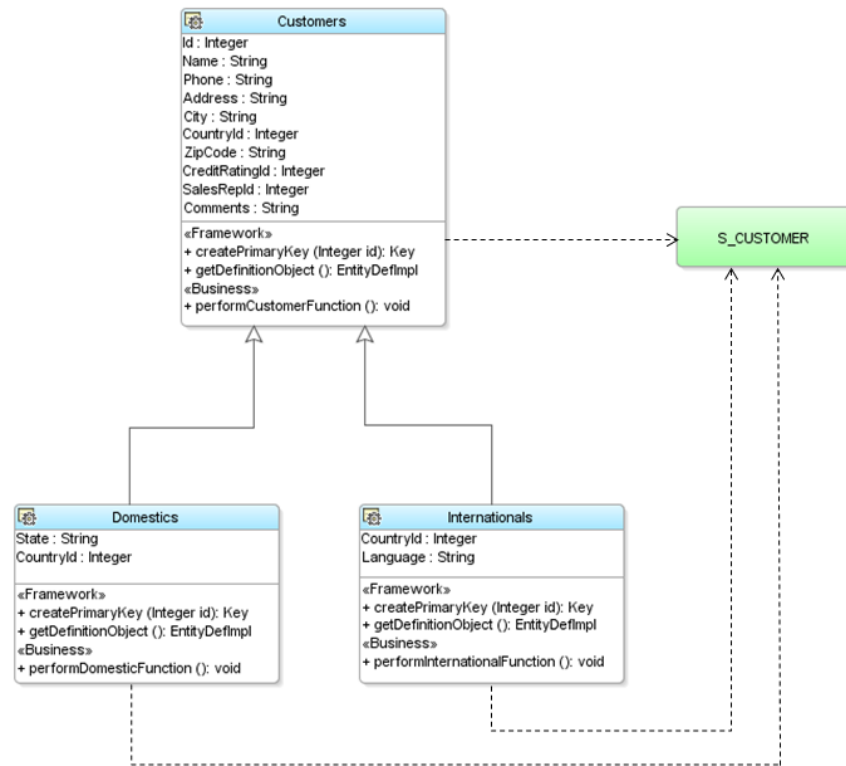 Customers
Id : Integer
Name : String
Phone : String
Address : String
City : String
CountryId : Integer
ZipCode : String
CreditRatingId : Integer
SalesRepId : Integer
Comments : String
«Framework»
+ createPrimaryKey (Integer id): Key
+ getDefinitionObject (): EntityDefImpl
«Business»
+ performCustomerFunction (): void
S_CUSTOMER
Domestics
State : String
CountryId : Integer
«Framework»
+ createPrimaryKey (Integer id): Key
+ getDefinitionObject (): EntityDefImpl
«Business»
+ performDomesticFunction (): void
Internationals
CountryId : Integer
Language : String
«Framework»
+ createPrimaryKey (Integer id): Key
+ getDefinitionObject (): EntityDefImpl
«Business»
+ performInternationalFunction (): void